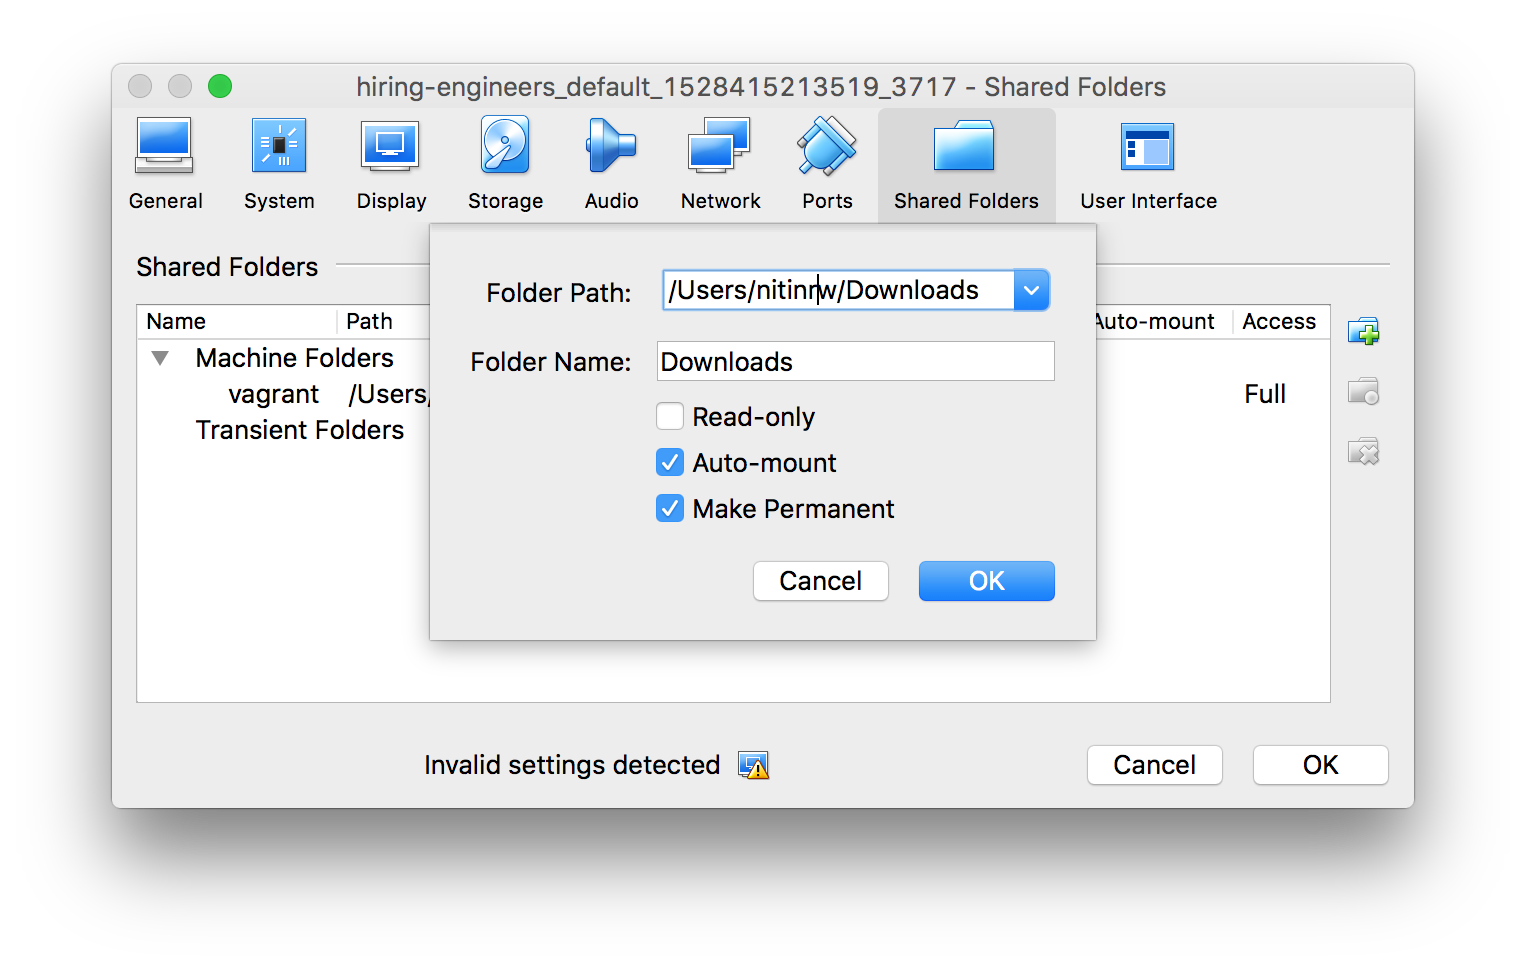 hiring-engineers_default_1528415213519_3717 - Shared Folders
General System Display Storage Audio Network Ports Shared Folders User Interface
Shared Folders
Folder Path: /Users/nitinrw/Downloads
Name Path Auto-mount Access
Machine Folders
Folder Name: Downloads
vagrant /Users/ Full
Read-only
Transient Folders
Auto-mount
Make Permanent
Cancel OK
Invalid settings detected Cancel OK